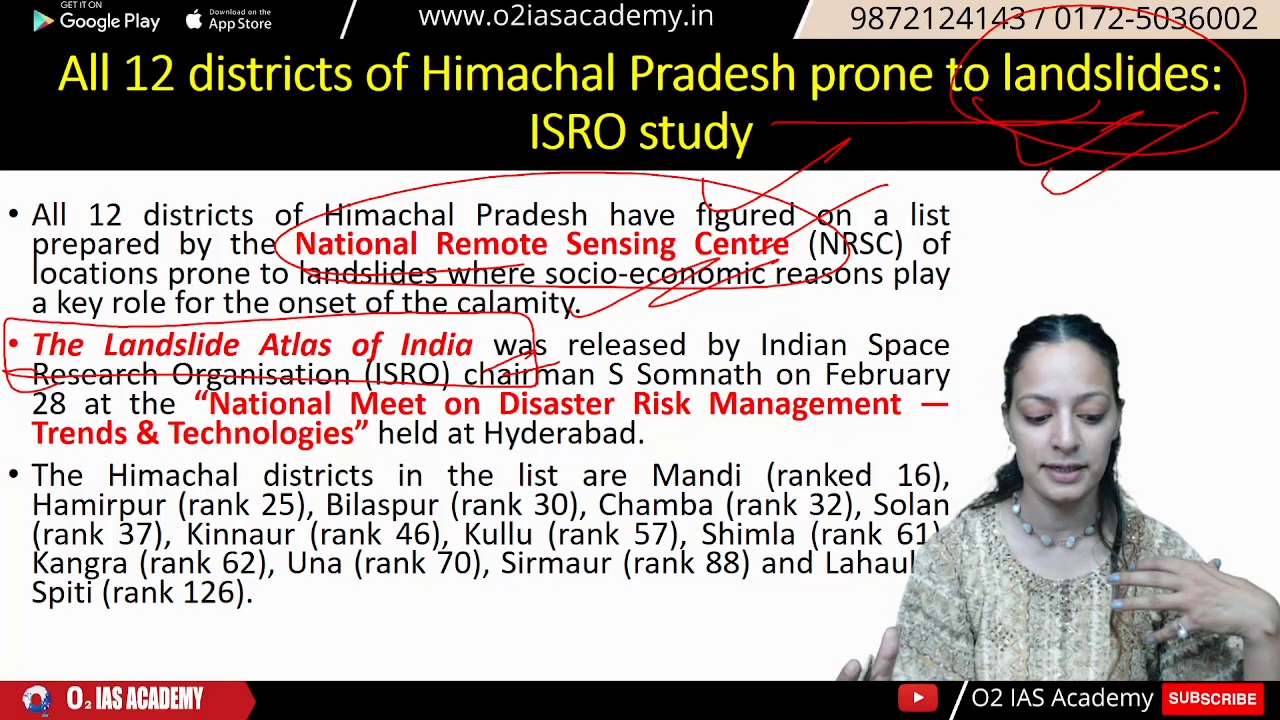 GET IT ON
Google Play
Download on the
App Store
www.o2iasacademy.in
9872124143 / 0172-5036002
All 12 districts of Himachal Pradesh prone to landslides:
ISRO study
• All 12 districts of Himachal Pradesh have figured on a list
prepared by the National Remote Sensing Centre (NRSC) of
locations prone to landslides where socio-economic reasons play
a key role for the onset of the calamity.
• The Landslide Atlas of India was released by Indian Space
Research Organisation (ISRO) chairman S Somnath on February
28 at the “National Meet on Disaster Risk Management —
Trends & Technologies” held at Hyderabad.
• The Himachal districts in the list are Mandi (ranked 16),
Hamirpur (rank 25), Bilaspur (rank 30), Chamba (rank 32), Solan
(rank 37), Kinnaur (rank 46), Kullu (rank 57), Shimla (rank 61),
Kangra (rank 62), Una (rank 70), Sirmaur (rank 88) and Lahaul
Spiti (rank 126).
O₂ IAS ACADEMY
O2 IAS Academy
SUBSCRIBE